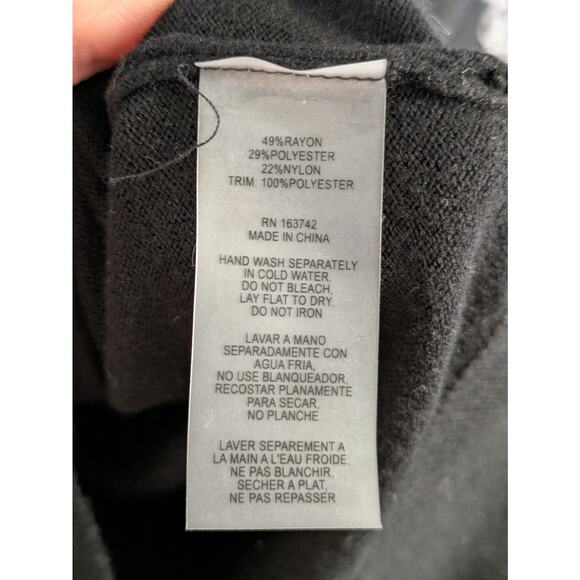 49%RAYON
29%POLYESTER
22%NYLON
TRIM: 100%POLYESTER
RN 163742
MADE IN CHINA
HAND WASH SEPARATELY
IN COLD WATER.
DO NOT BLEACH,
LAY FLAT TO DRY.
DO NOT IRON
LAVAR A MANO
SEPARADAMENTE CON
AGUA FRIA,
NO USE BLANQUEADOR,
RECOSTAR PLANAMENTE
PARA SECAR,
NO PLANCHE
LAVER SEPAREMENT A
LA MAIN A L'EAU FROIDE,
NE PAS BLANCHIR,
SECHER A PLAT,
NE PAS REPASSER